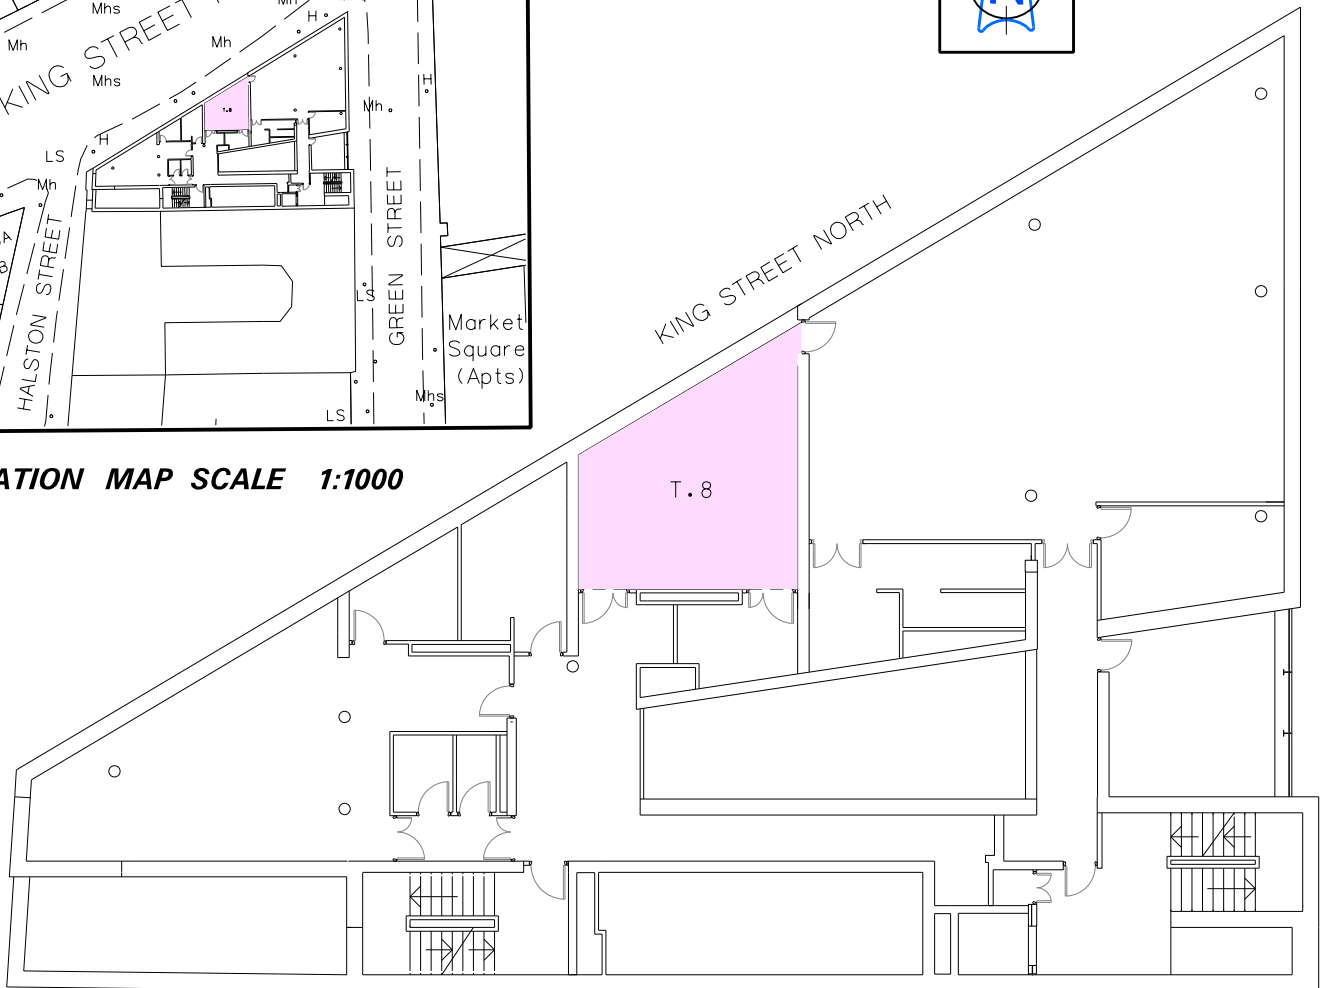 Mhs
Mh
H
Mh
KING STREET
Mhs
H
Mh
T.8
H
LS
Mh
HALSTON STREET
GREEN STREET
LS
Market
Square
(Apts)
Mhs
LS
A
B
ATION MAP SCALE 1:1000
KING STREET NORTH
T.8